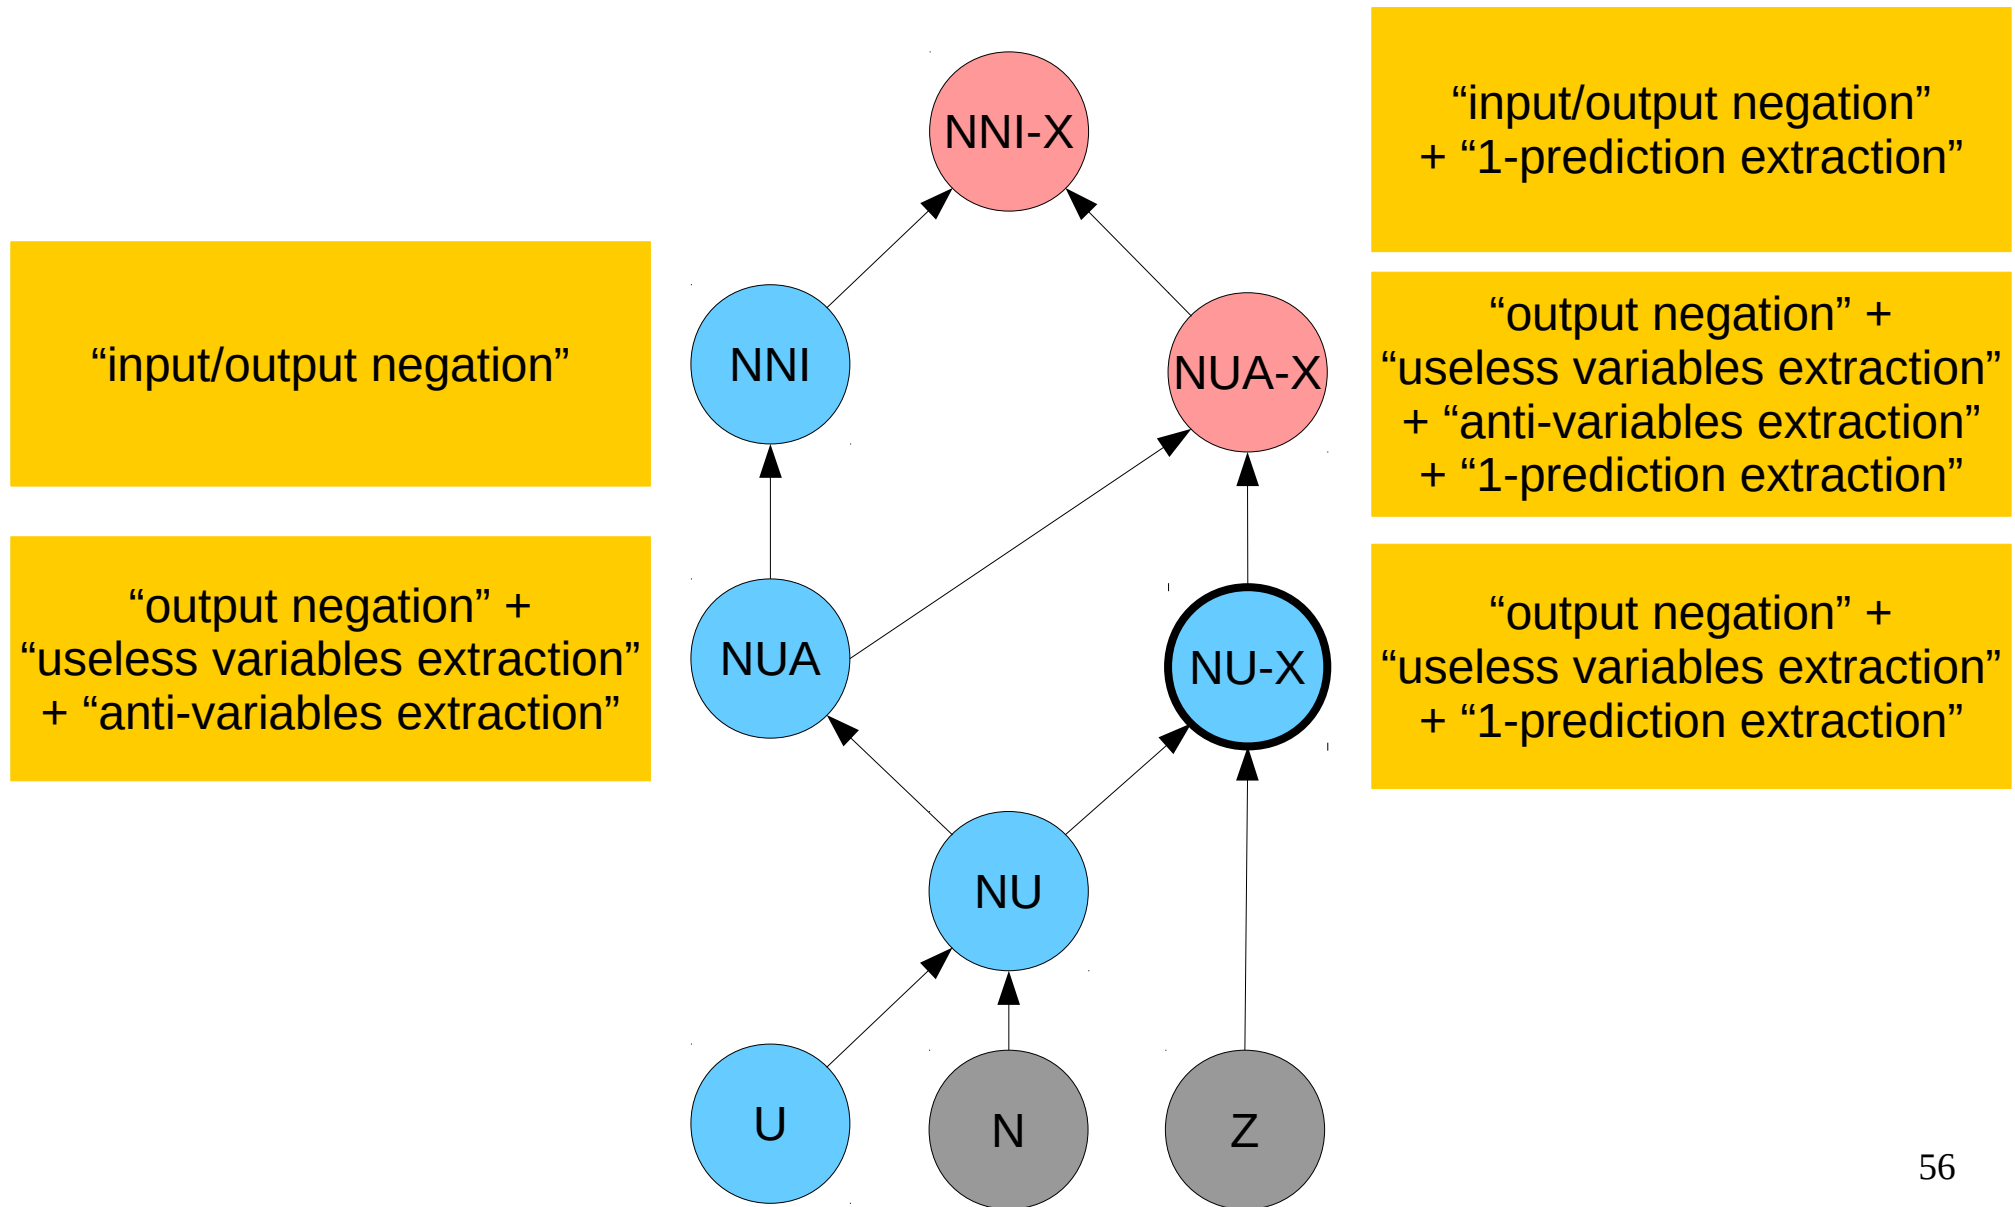 NNI-X
“input/output negation”
+ “1-prediction extraction”
“input/output negation”
NNI
NUA-X
“output negation” +
“useless variables extraction”
+ “anti-variables extraction”
+ “1-prediction extraction”
“output negation” +
“useless variables extraction”
+ “anti-variables extraction”
NUA
NU-X
“output negation” +
“useless variables extraction”
+ “1-prediction extraction”
NU
U
N
Z
56